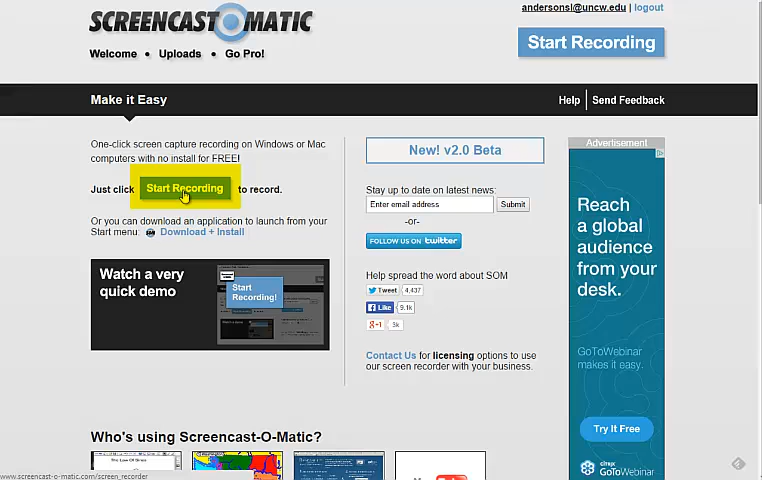 SCREENCAST-O-MATIC
andersonsl@uncw.edu | logout
Welcome • Uploads • Go Pro!
Start Recording
Make it Easy
Help | Send Feedback
One-click screen capture recording on Windows or Mac
computers with no install for FREE!
Just click Start Recording to record.
Or you can download an application to launch from your
Start menu: Download + Install
Watch a very
quick demo
Start
Recording!
New! v2.0 Beta
Stay up to date on latest news:
Enter email address Submit
-or-
FOLLOW US ON twitter
Help spread the word about SOM
Tweet 4,437
Like 9.1k
+1 3k
Contact Us for licensing options to use
our screen recorder with your business.
Advertisement
Reach
a global
audience
from your
desk.
GoToWebinar
makes it easy.
Try It Free
citrix
GoToWebinar
Who's using Screencast-O-Matic?
The Law Of Sines
www.screencast-o-matic.com/screen_recorder